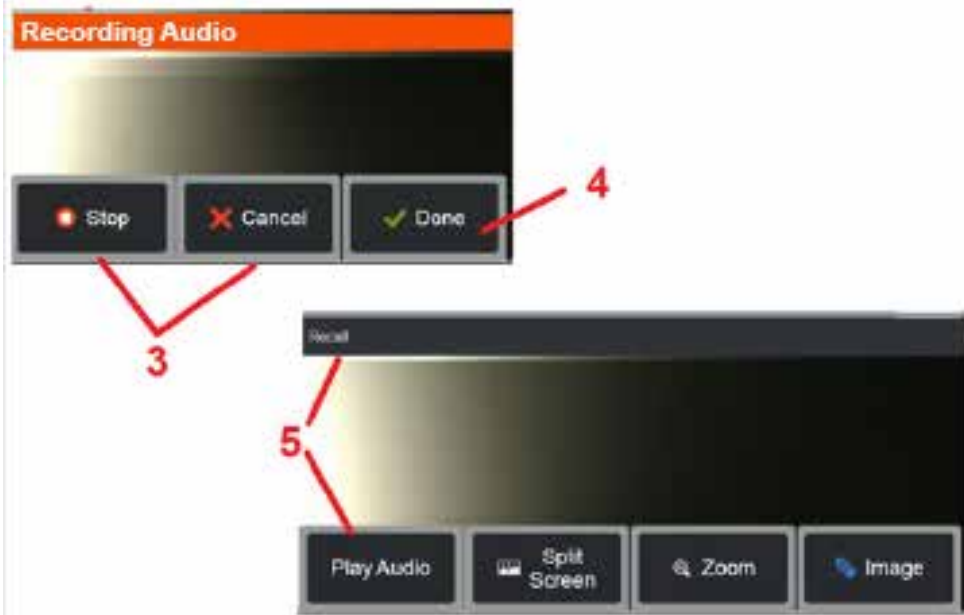 Recording Audio
Stop
Cancel
Done
4
3
Recall
5
Play Audio
Split
Screen
Zoom
Image